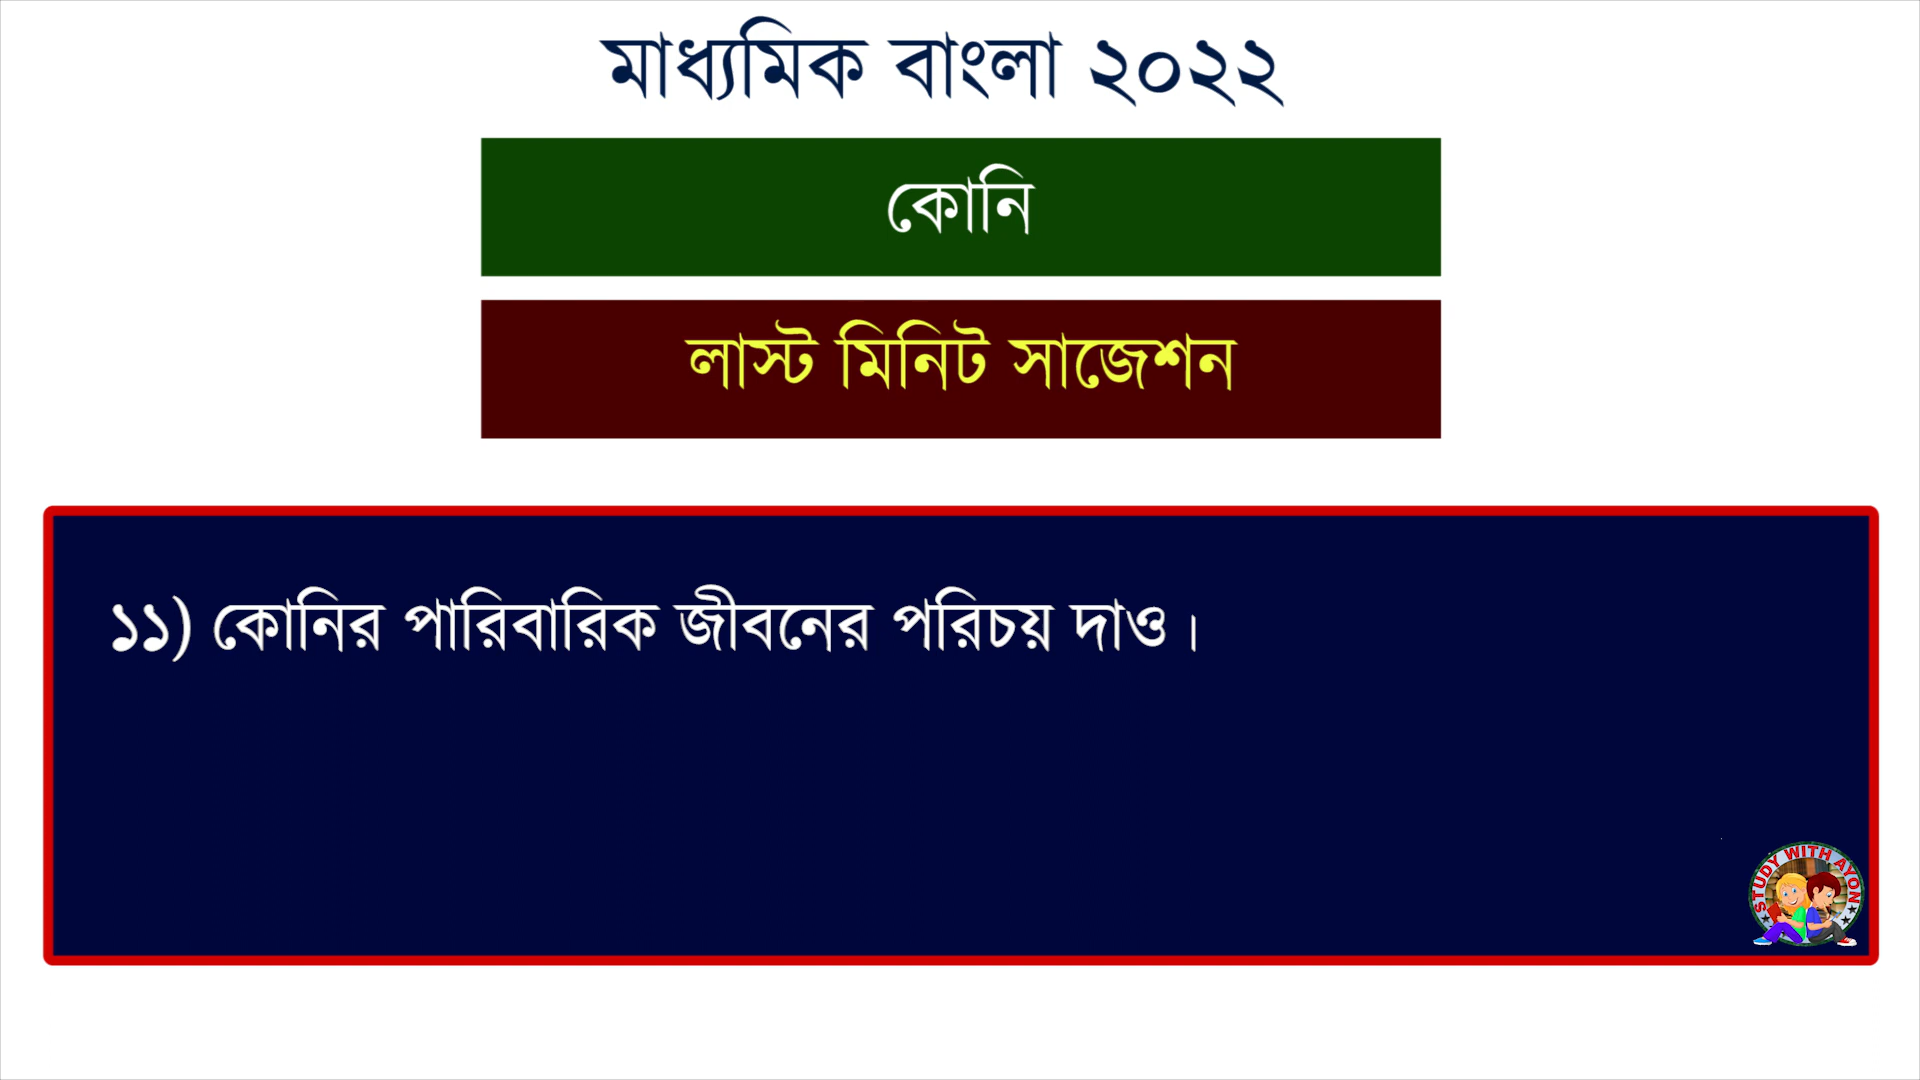 মাধ্যমিক বাংলা ২০২২
কোনি
লাস্ট মিনিট সাজেশন
১১) কোনির পারিবারিক জীবনের পরিচয় দাও।
STUDY WITH AYON